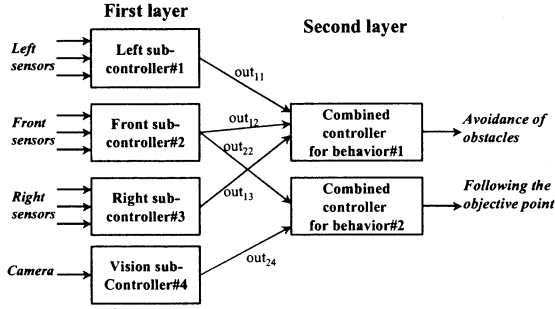 First layer
Second layer
Left
sensors
Left sub-
controller#1
out11
Front
sensors
Front sub-
controller#2
out12
out22
Combined
controller
for behavior#1
Avoidance of
obstacles
Right
sensors
Right sub-
controller#3
out13
Combined
controller
for behavior#2
Following the
objective point
Camera
Vision sub-
Controller#4
out24